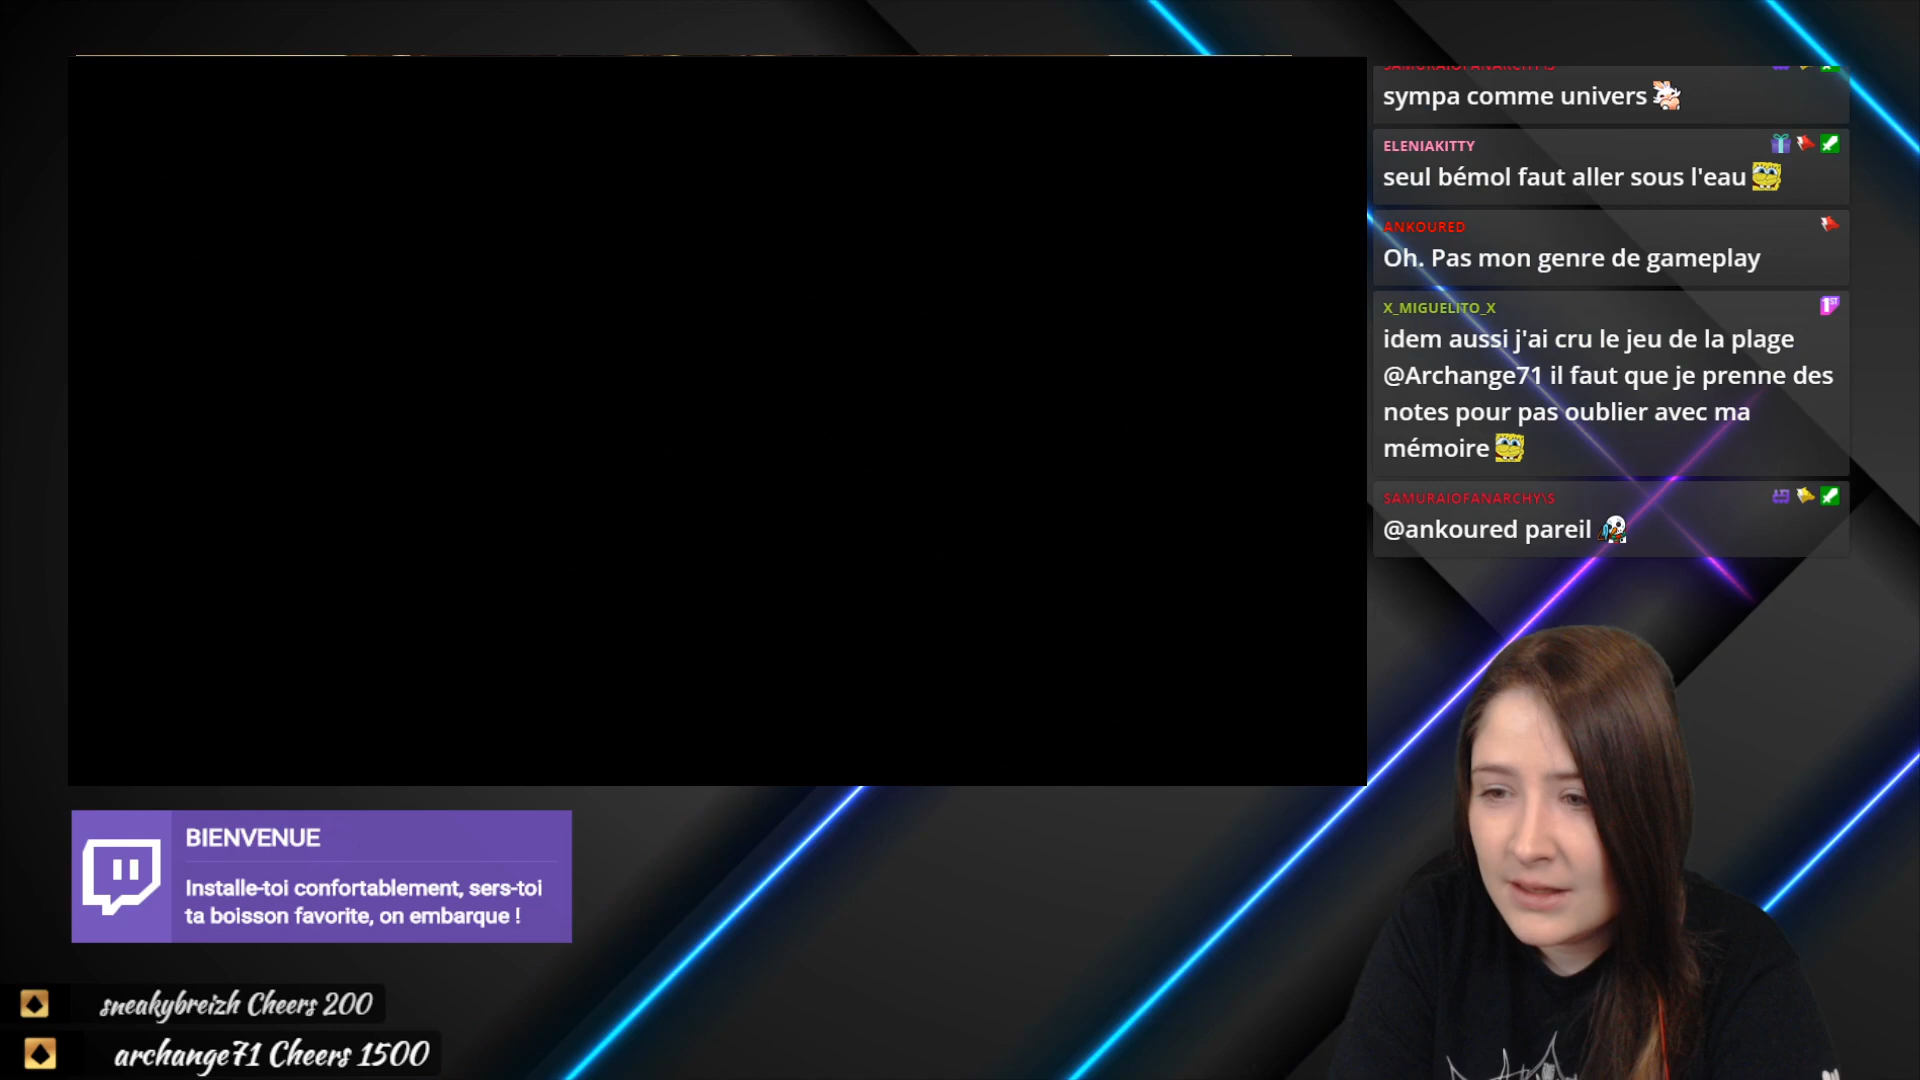 SAMURAIOFANARCHY\S
sympa comme univers
ELENIAKITTY
seul bémol faut aller sous l'eau
ANKOURED
Oh. Pas mon genre de gameplay
X_MIGUELITO_X
1ST
idem aussi j'ai cru le jeu de la plage
@Archange71 il faut que je prenne des
notes pour pas oublier avec ma
mémoire
SAMURAIOFANARCHY\S
@ankoured pareil
BIENVENUE
Installe-toi confortablement, sers-toi
ta boisson favorite, on embarque !
sneakybreizh Cheers 200
archange71 Cheers 1500